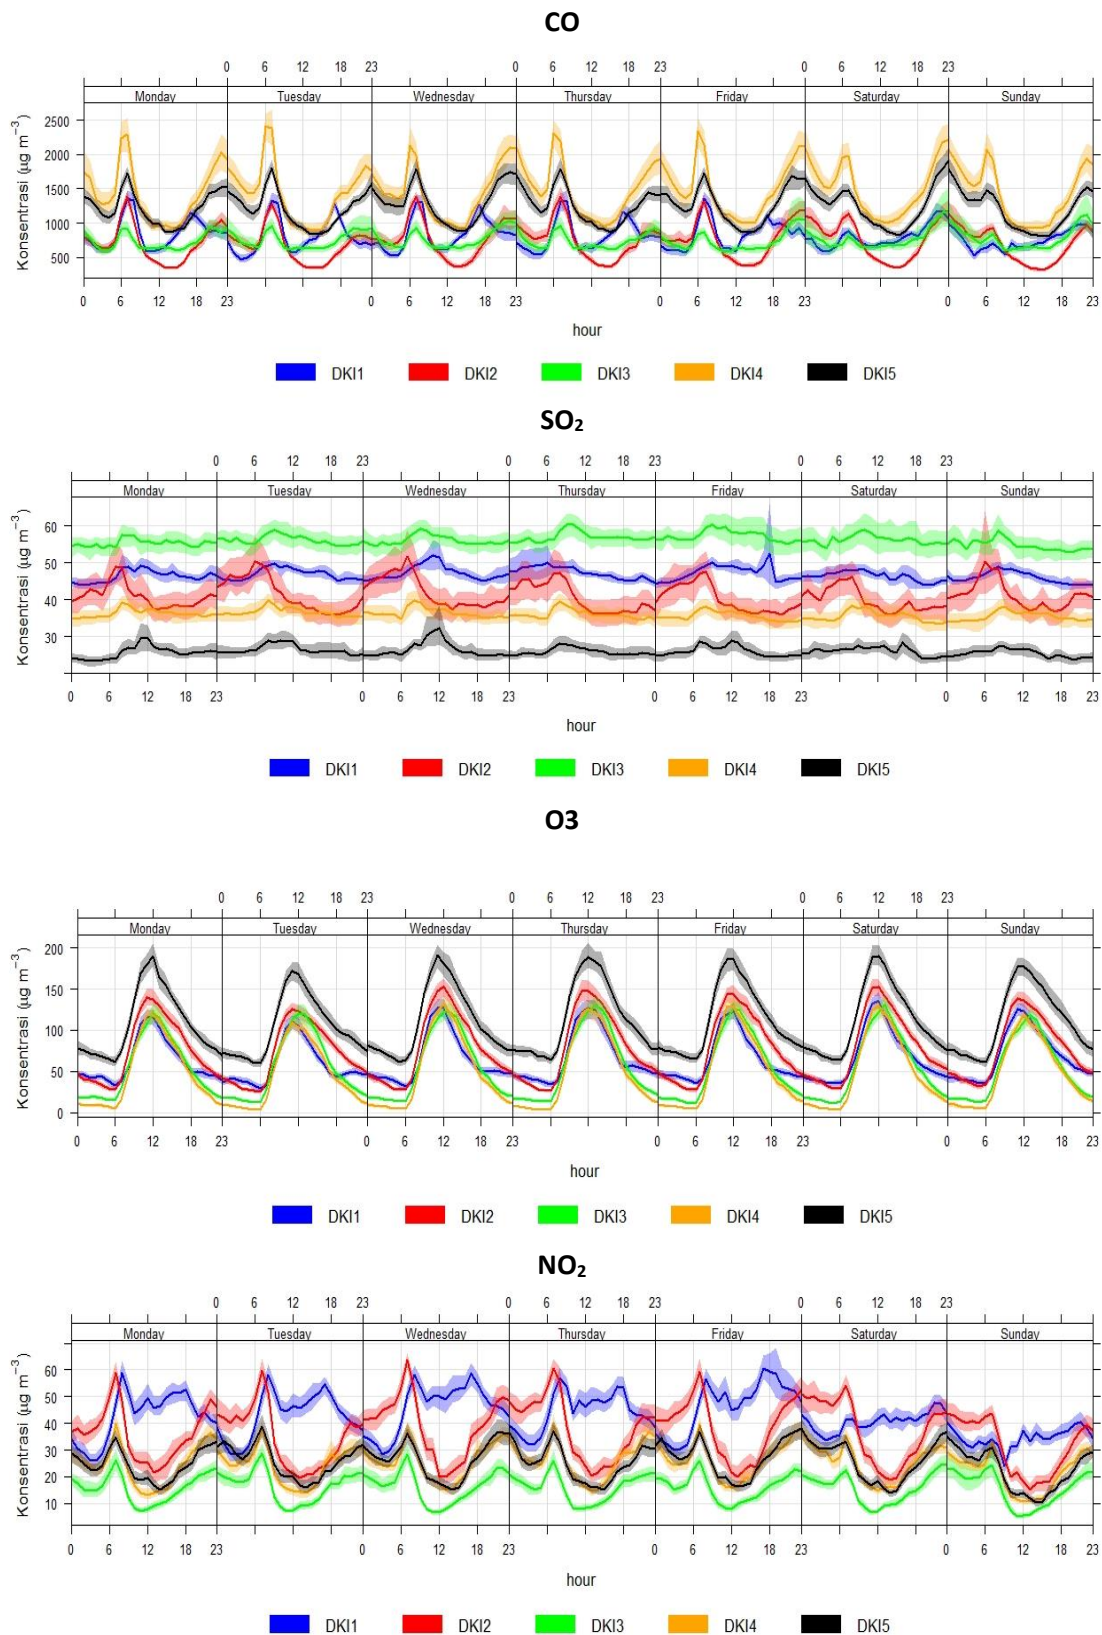 CO
0 6 12 18 23 0 6 12 18 23 0 6 12 18 23
Monday Tuesday Wednesday Thursday Friday Saturday Sunday
Konsentrasi (µg m⁻³)
2500
2000
1500
1000
500
0 6 12 18 23 0 6 12 18 23 0 6 12 18 23 0 6 12 18 23
hour
DKI1 DKI2 DKI3 DKI4 DKI5
SO₂
0 6 12 18 23 0 6 12 18 23 0 6 12 18 23
Monday Tuesday Wednesday Thursday Friday Saturday Sunday
Konsentrasi (µg m⁻³)
60
50
40
30
0 6 12 18 23 0 6 12 18 23 0 6 12 18 23 0 6 12 18 23
hour
DKI1 DKI2 DKI3 DKI4 DKI5
O3
0 6 12 18 23 0 6 12 18 23 0 6 12 18 23
Monday Tuesday Wednesday Thursday Friday Saturday Sunday
Konsentrasi (µg m⁻³)
200
150
100
50
0
0 6 12 18 23 0 6 12 18 23 0 6 12 18 23 0 6 12 18 23
hour
DKI1 DKI2 DKI3 DKI4 DKI5
NO₂
0 6 12 18 23 0 6 12 18 23 0 6 12 18 23
Monday Tuesday Wednesday Thursday Friday Saturday Sunday
Konsentrasi (µg m⁻³)
60
50
40
30
20
10
0 6 12 18 23 0 6 12 18 23 0 6 12 18 23 0 6 12 18 23
hour
DKI1 DKI2 DKI3 DKI4 DKI5